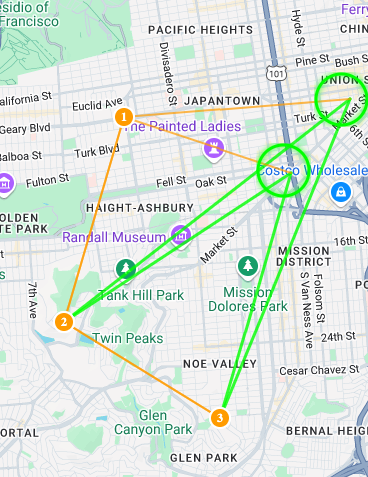 esidio of
Francisco
PACIFIC HEIGHTS
Hyde St
Ferry
CHIN
Divisadero St
101
Pine St
Bush S
UNION S
California St
Euclid Ave
1
JAPANTOWN
Geary Blvd
Turk St
Market St
The Painted Ladies
Turk Blvd
Balboa St
Costco Wholesale
Fulton St
Fell St
Oak St
HAIGHT-ASHBURY
OLDEN
TE PARK
Randall Museum
Market St
16th St
MISSION
DISTRICT
7th Ave
Tank Hill Park
Mission
Dolores Park
Folsom St
S Van Ness Ave
PO
2
Twin Peaks
24th St
NOE VALLEY
Cesar Chavez St
3
Glen
Canyon Park
ORTAL
BERNAL HEIG
GLEN PARK